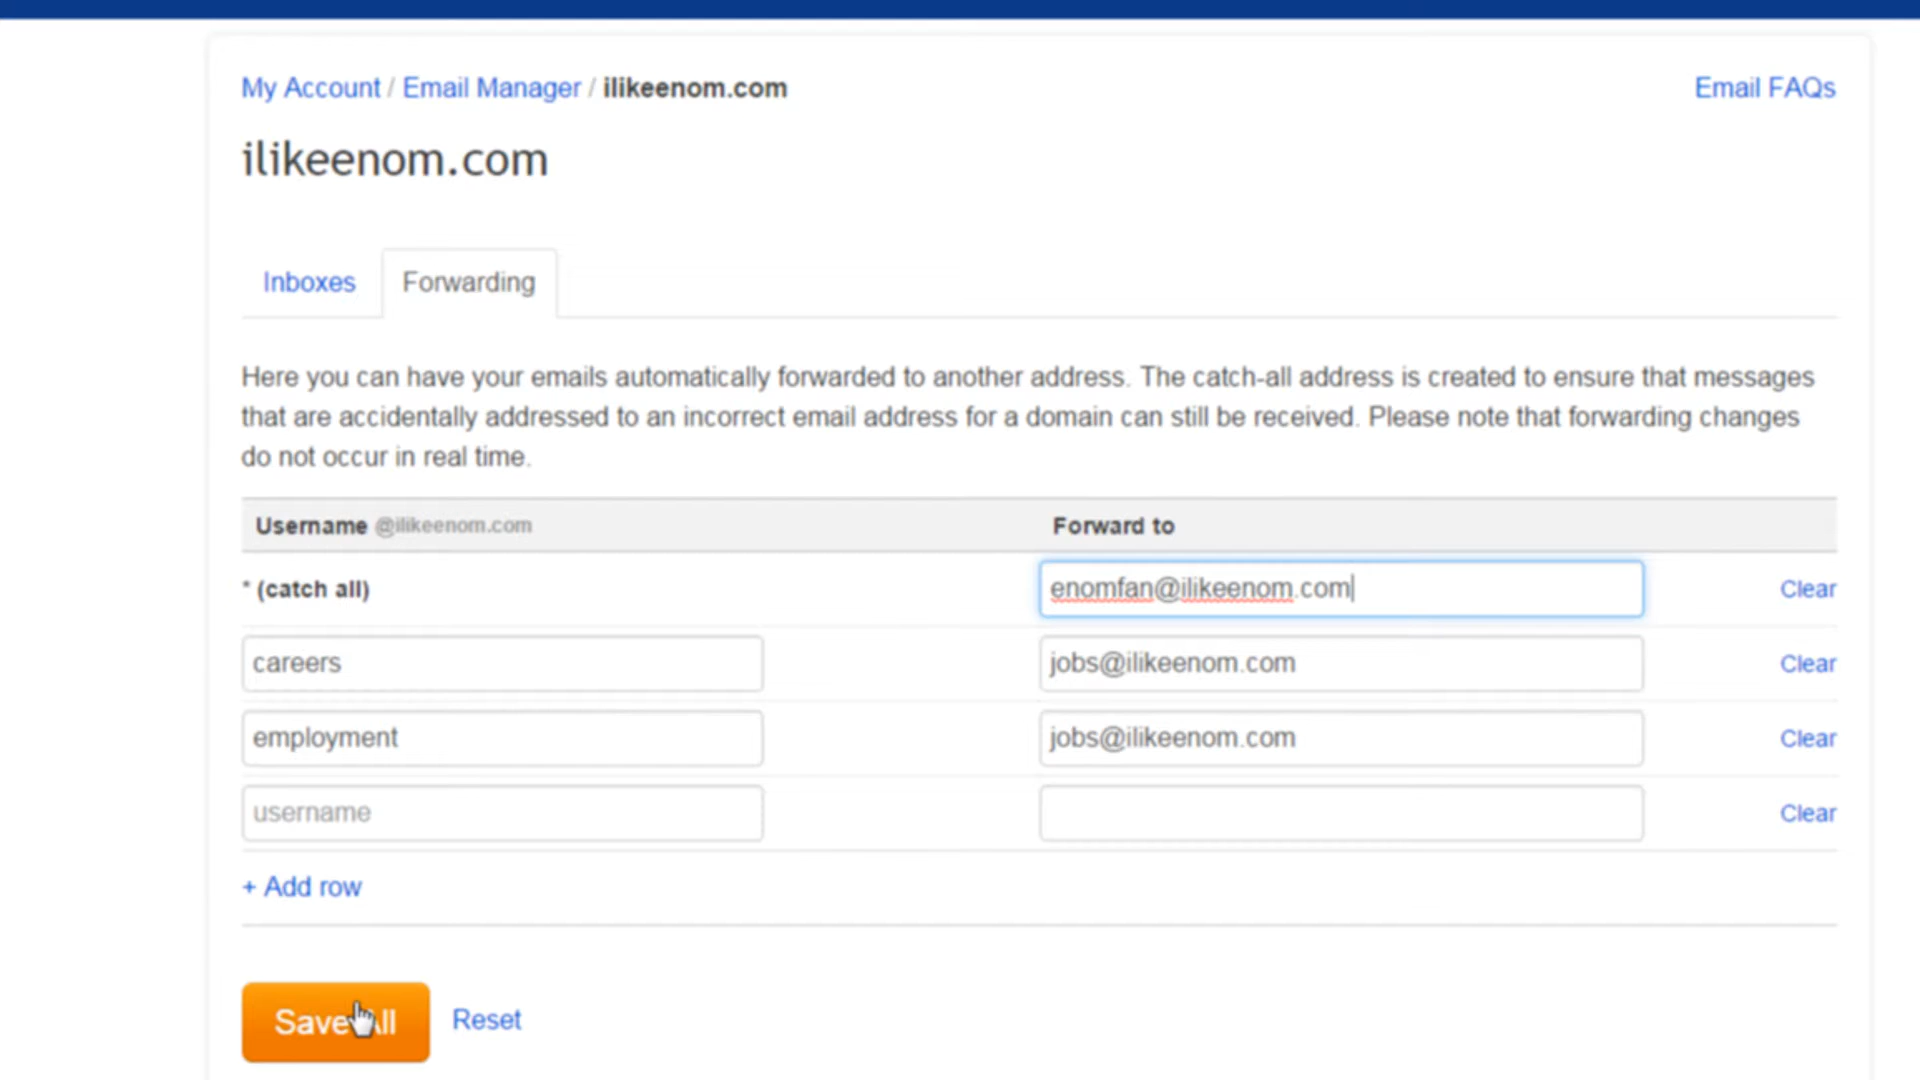 My Account / Email Manager / ilikeenom.com
Email FAQs
ilikeenom.com
Inboxes
Forwarding
Here you can have your emails automatically forwarded to another address. The catch-all address is created to ensure that messages
that are accidentally addressed to an incorrect email address for a domain can still be received. Please note that forwarding changes
do not occur in real time.
Username @ilikeenom.com
Forward to
* (catch all)
enomfan@ilikeenom.com
Clear
careers
jobs@ilikeenom.com
Clear
employment
jobs@ilikeenom.com
Clear
username
Clear
+ Add row
Save All
Reset